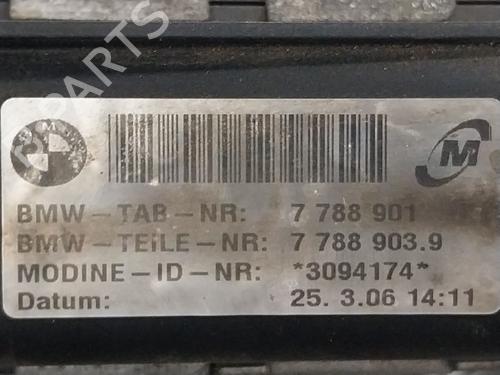 PARTS
M
BMW-TAB-NR: 7 788 901
BMW-TEILE-NR: 7 788 903.9
MODINE-ID-NR: *3094174*
Datum: 25. 3.06 14:11